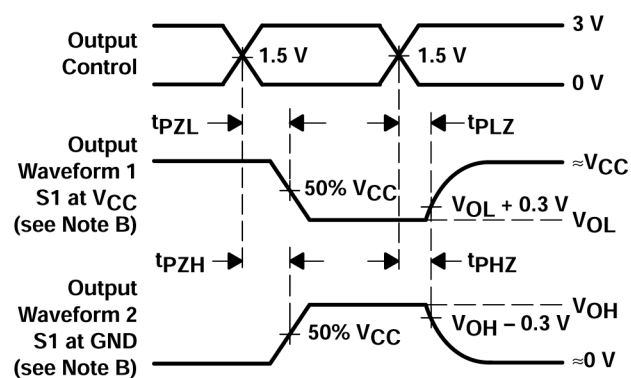 Output
Control
1.5 V
1.5 V
3 V
0 V
tPZL
tPLZ
Output
Waveform 1
S1 at VCC
(see Note B)
50% VCC
≈VCC
VOL + 0.3 V
VOL
tPZH
tPHZ
Output
Waveform 2
S1 at GND
(see Note B)
50% VCC
VOH
VOH − 0.3 V
≈0 V